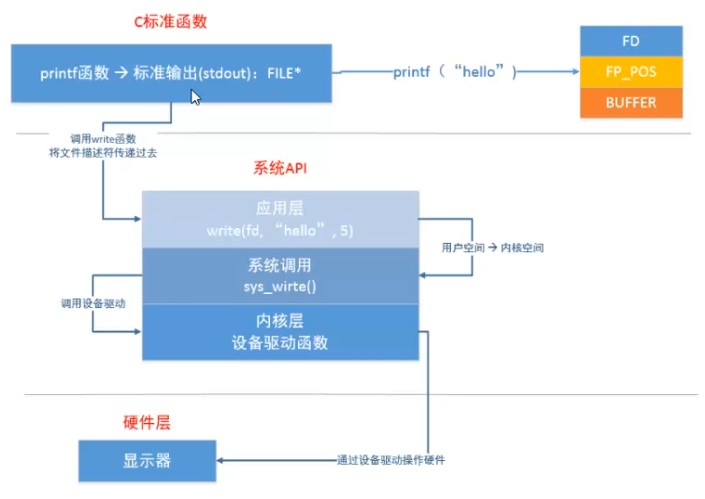 C标准函数
printf函数 → 标准输出(stdout): FILE*
printf（ “hello”)
FD
FP_POS
BUFFER
调用write函数
将文件描述符传递过去
系统API
应用层
write(fd, “hello”, 5)
用户空间 → 内核空间
系统调用
sys_wirte()
调用设备驱动
内核层
设备驱动函数
硬件层
显示器
通过设备驱动操作硬件